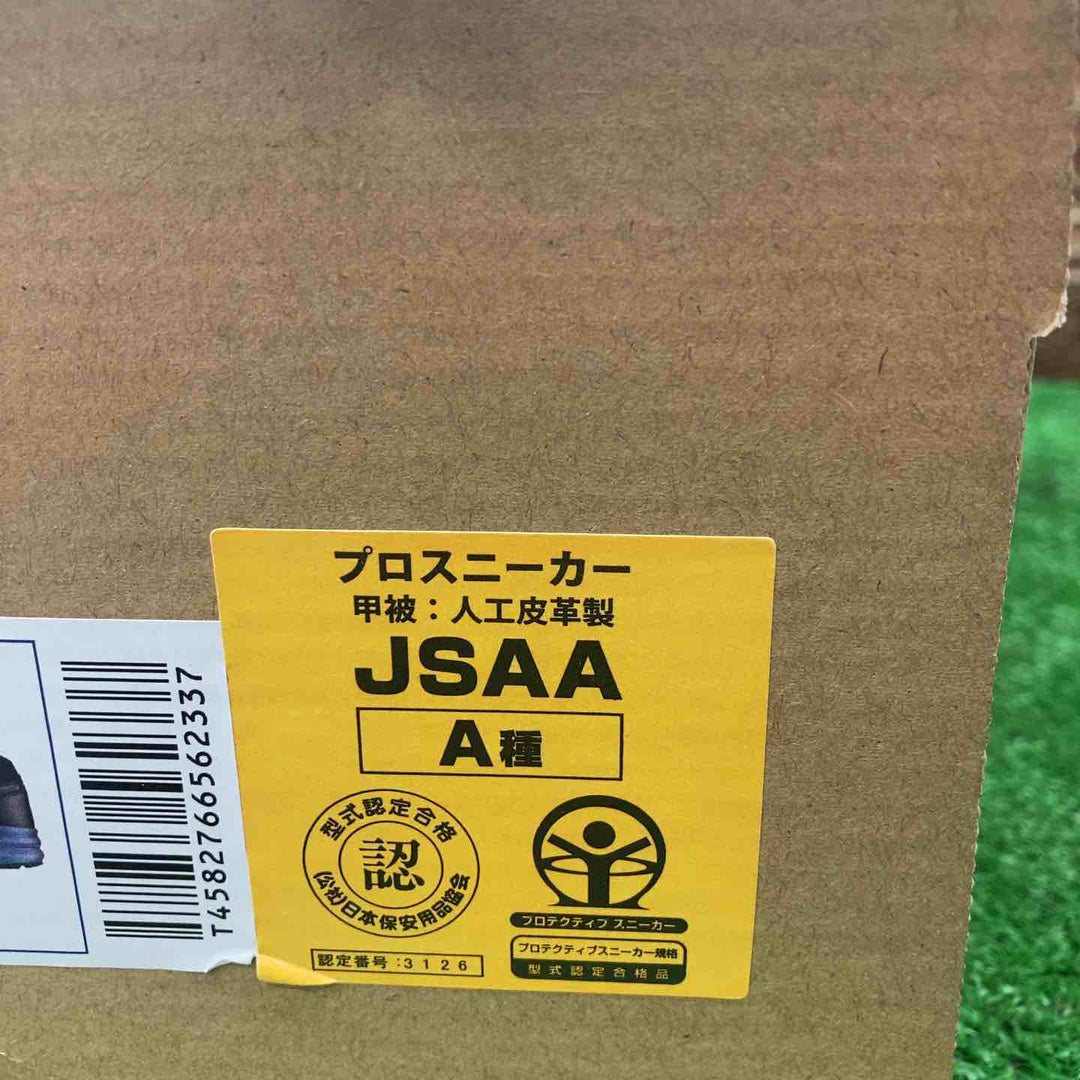 プロスニーカー
甲被：人工皮革製
JSAA
A種
型式認定合格
認
(公社)日本保安用品協会
認定番号：3126
プロテクティブ スニーカー
プロテクティブスニーカー規格
型式認定合格品
T4582766562337